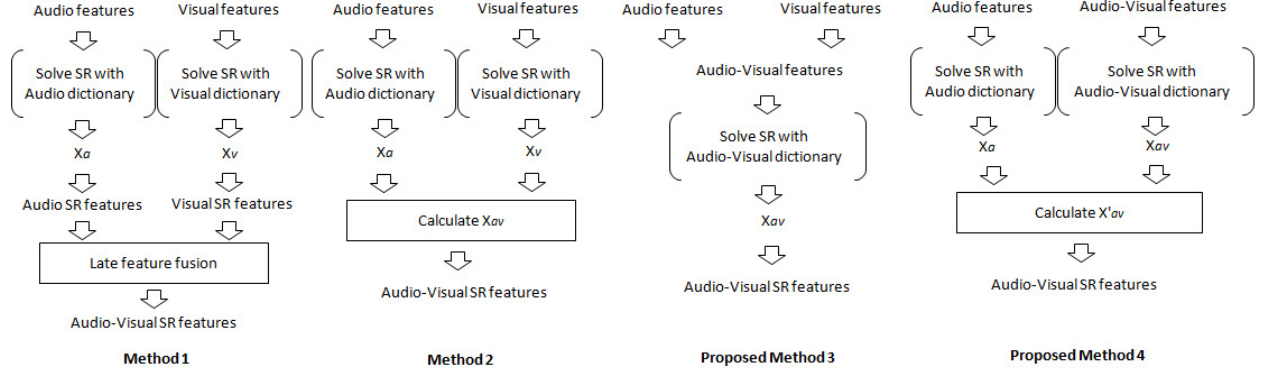 Audio features
Visual features
Solve SR with
Audio dictionary
Solve SR with
Visual dictionary
Xa
Xv
Audio SR features
Visual SR features
Late feature fusion
Audio-Visual SR features
Method 1
Audio features
Visual features
Solve SR with
Audio dictionary
Solve SR with
Visual dictionary
Xa
Xv
Calculate Xav
Audio-Visual SR features
Method 2
Audio features
Visual features
Audio-Visual features
Solve SR with
Audio-Visual dictionary
Xav
Audio-Visual SR features
Proposed Method 3
Audio features
Audio-Visual features
Solve SR with
Audio dictionary
Solve SR with
Audio-Visual dictionary
Xa
Xav
Calculate X'av
Audio-Visual SR features
Proposed Method 4